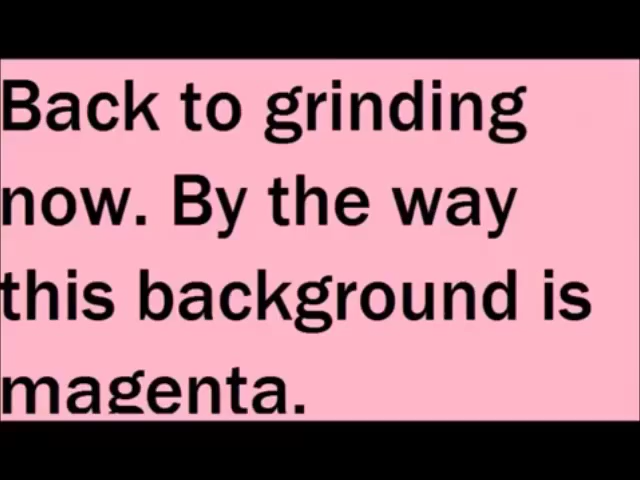 Back to grinding
now. By the way
this background is
magenta.